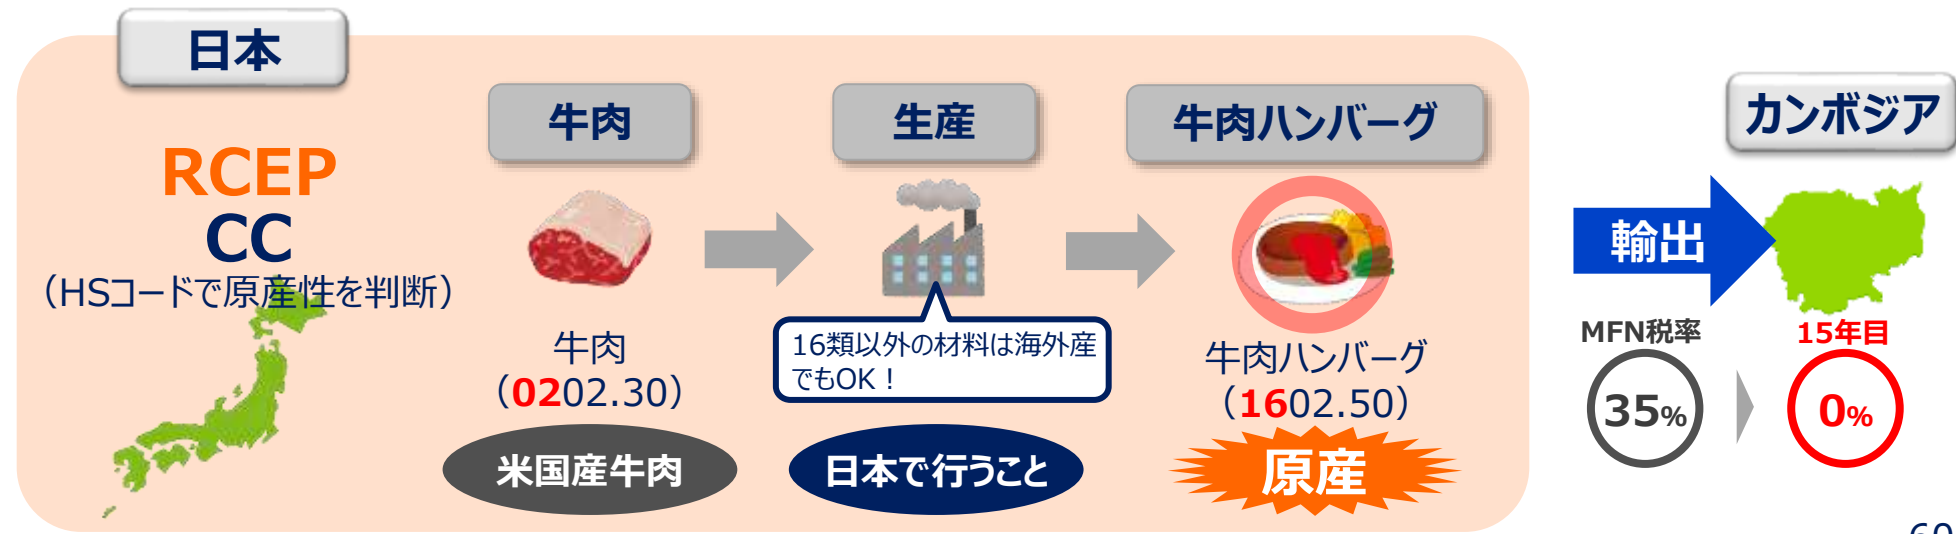 日本
RCEP
CC
（HSコードで原産性を判断）
牛肉
牛肉
（0202.30）
米国産牛肉
生産
16類以外の材料は海外産
でもOK！
日本で行うこと
牛肉ハンバーグ
牛肉ハンバーグ
（1602.50）
原産
輸出
カンボジア
MFN税率
35%
15年目
0%